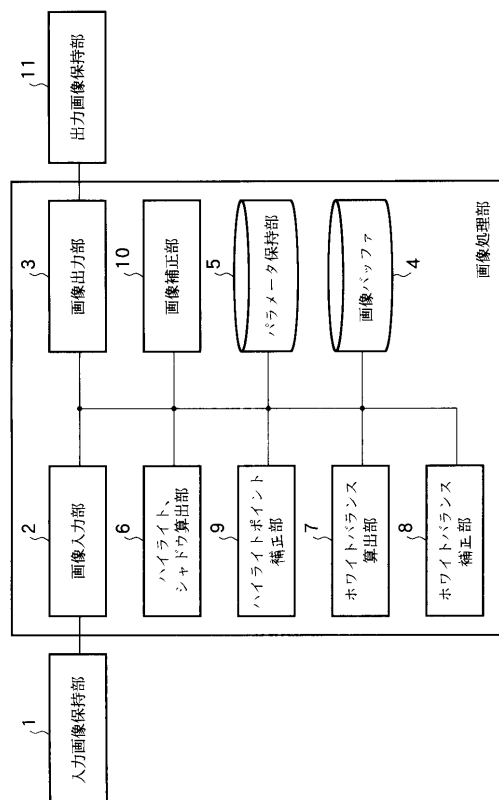 1
入力画像保持部
2
画像入力部
3
画像出力部
11
出力画像保持部
6
ハイライト、
シャドウ算出部
10
画像補正部
9
ハイライトポイント
補正部
5
パラメータ保持部
7
ホワイトバランス
算出部
4
画像バッファ
8
ホワイトバランス
補正部
画像処理部